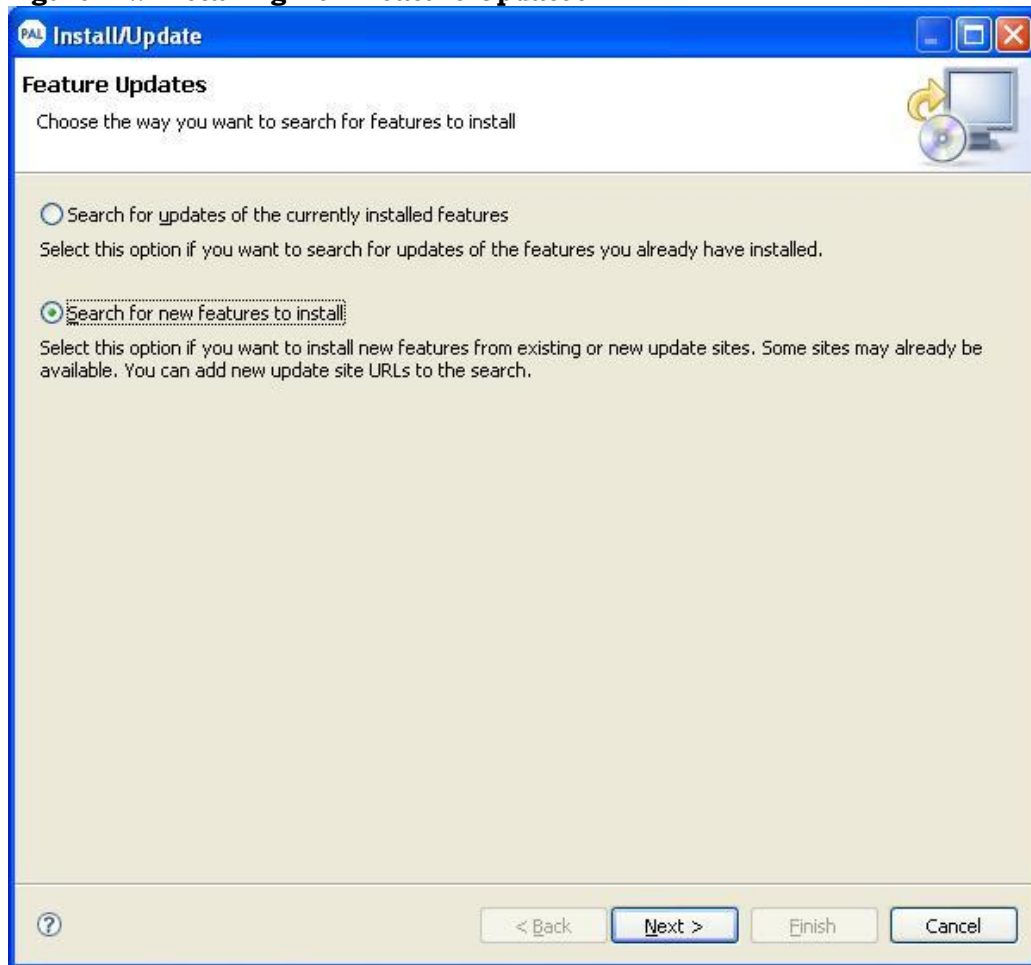 PAL Install/Update
Feature Updates
Choose the way you want to search for features to install
Search for updates of the currently installed features
Select this option if you want to search for updates of the features you already have installed.
Search for new features to install
Select this option if you want to install new features from existing or new update sites. Some sites may already be
available. You can add new update site URLs to the search.
?
< Back Next > Finish Cancel